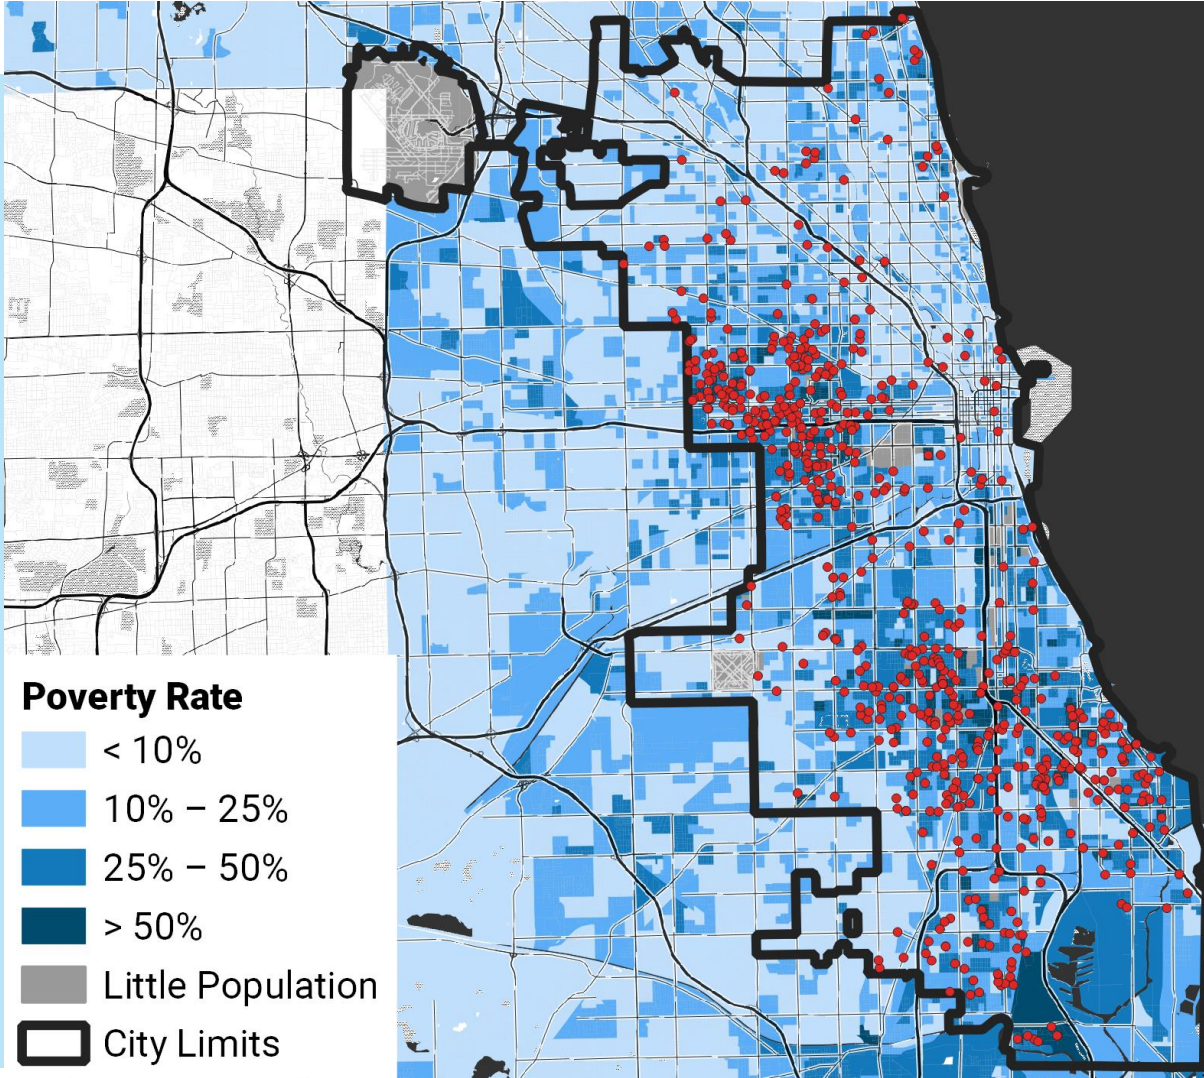 Poverty Rate
< 10%
10% – 25%
25% – 50%
> 50%
Little Population
City Limits